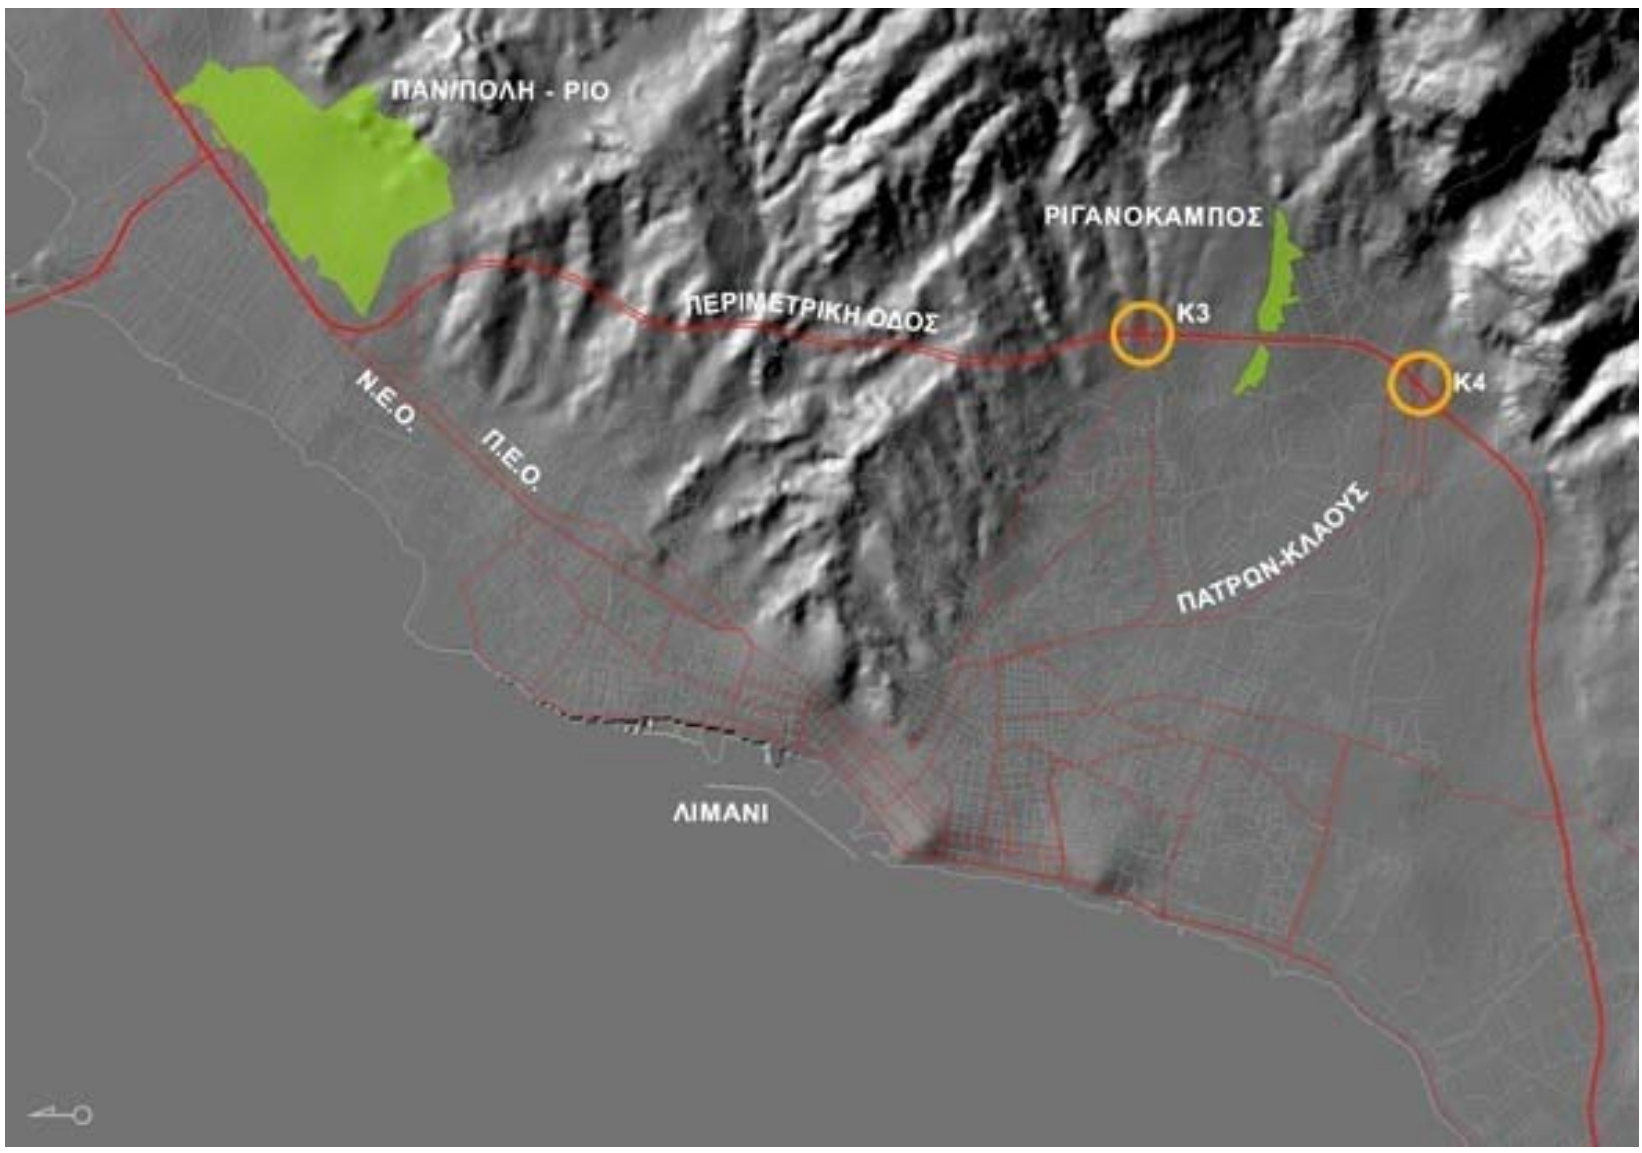 ΠΑΝ/ΠΟΛΗ - ΡΙΟ
ΡΙΓΑΝΟΚΑΜΠΟΣ
ΠΕΡΙΜΕΤΡΙΚΗ ΟΔΟΣ
Κ3
Κ4
Ν.Ε.Ο.
Π.Ε.Ο.
ΠΑΤΡΩΝ-ΚΛΑΟΥΣ
ΛΙΜΑΝΙ